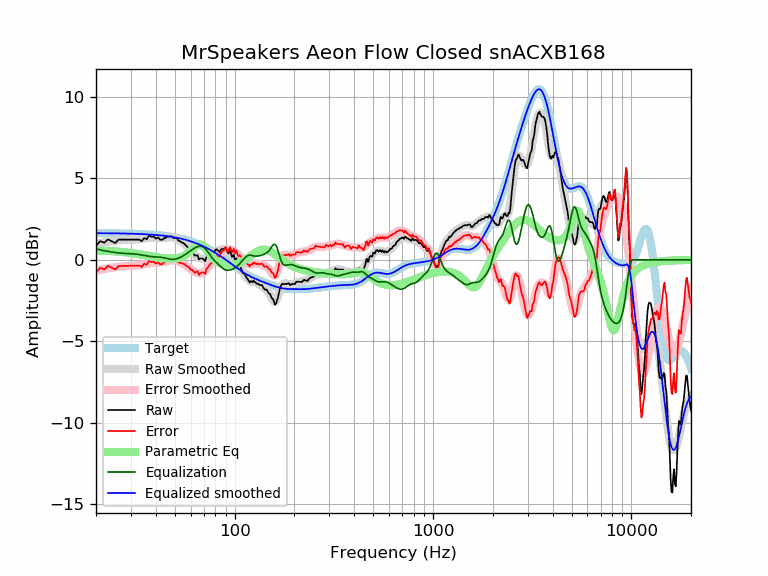 MrSpeakers Aeon Flow Closed snACXB168
10
5
0
−5
−10
−15
Amplitude (dBr)
Target
Raw Smoothed
Error Smoothed
Raw
Error
Parametric Eq
Equalization
Equalized smoothed
100
1000
10000
Frequency (Hz)